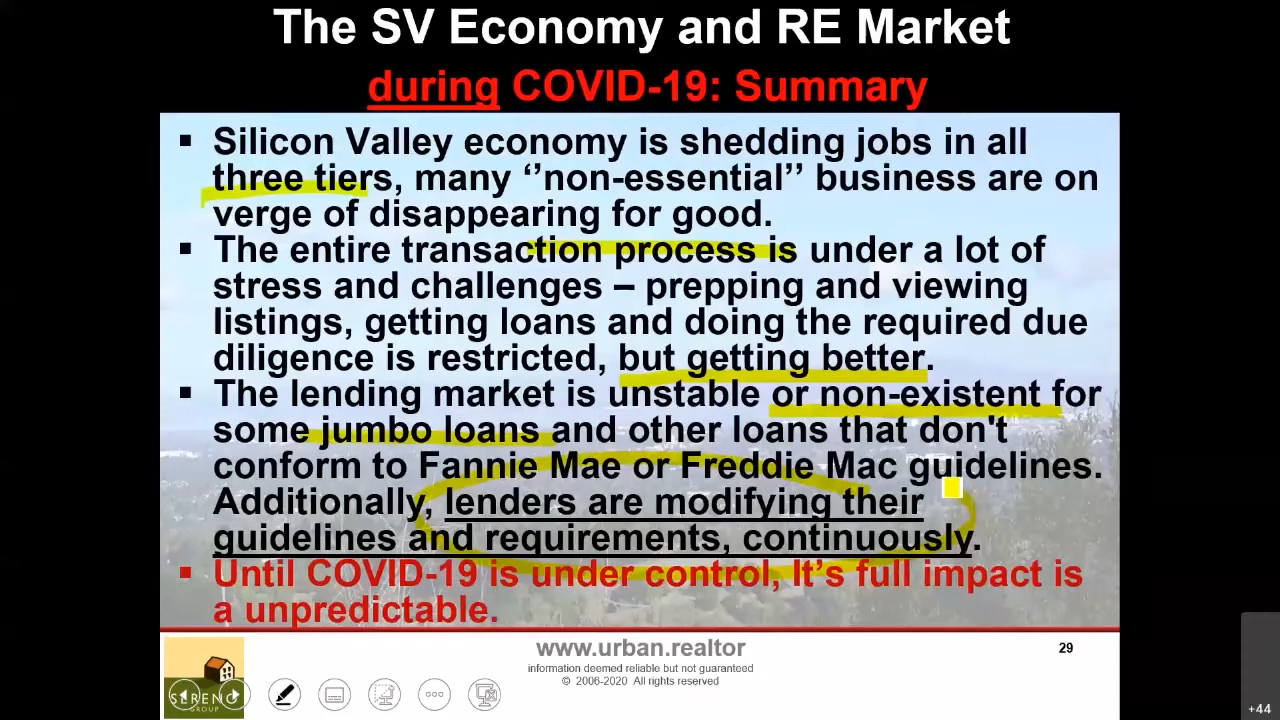 The SV Economy and RE Market
during COVID-19: Summary
▪ Silicon Valley economy is shedding jobs in all
three tiers, many ‘’non-essential’’ business are on
verge of disappearing for good.
▪ The entire transaction process is under a lot of
stress and challenges – prepping and viewing
listings, getting loans and doing the required due
diligence is restricted, but getting better.
▪ The lending market is unstable or non-existent for
some jumbo loans and other loans that don't
conform to Fannie Mae or Freddie Mac guidelines.
Additionally, lenders are modifying their
guidelines and requirements, continuously.
▪ Until COVID-19 is under control, It’s full impact is
a unpredictable.
www.urban.realtor
29
information deemed reliable but not guaranteed
© 2006-2020 All rights reserved
SERENO
GROUP
+44